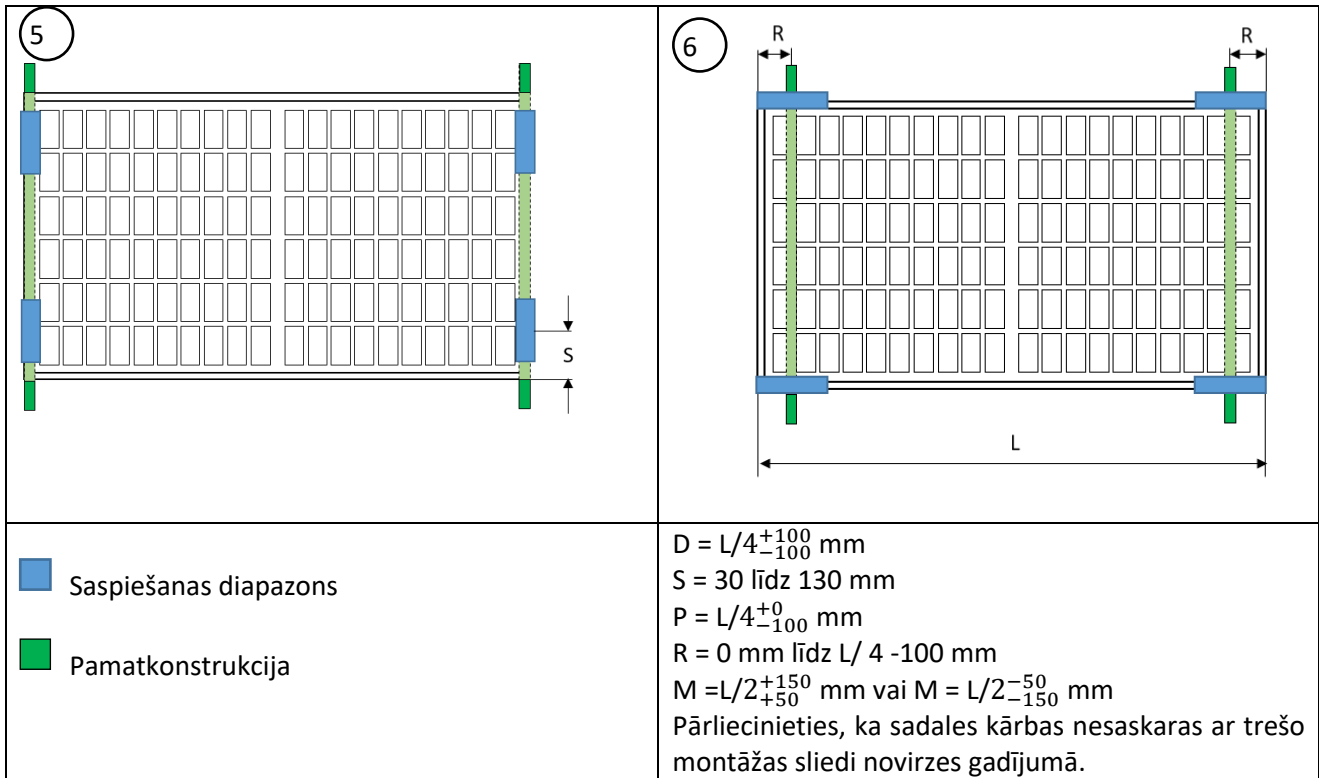 5
S
6
R R
L
Saspiešanas diapazons
Pamatkonstrukcija
D = L/4 +100 -100 mm
S = 30 līdz 130 mm
P = L/4 +0 -100 mm
R = 0 mm līdz L/ 4 -100 mm
M =L/2 +150 +50 mm vai M = L/2 -50 -150 mm
Pārliecinieties, ka sadales kārbas nesaskaras ar trešo
montāžas sliedi novirzes gadījumā.